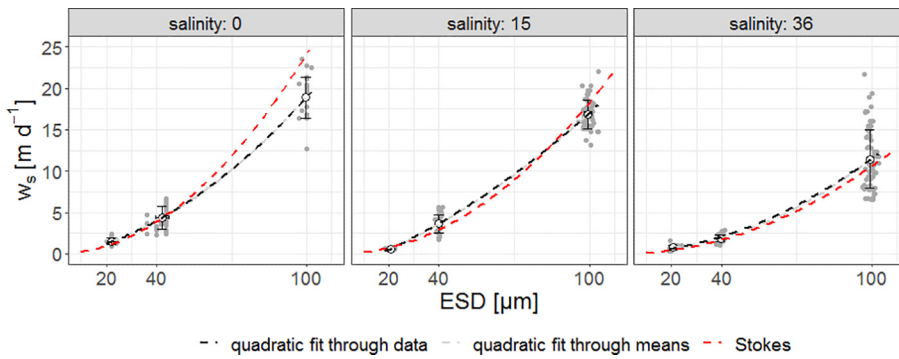 salinity: 0 salinity: 15 salinity: 36
25
20
15
10
5
0
wₛ [m d⁻¹]
20 40 100 20 40 100 20 40 100
ESD [µm]
quadratic fit through data quadratic fit through means Stokes